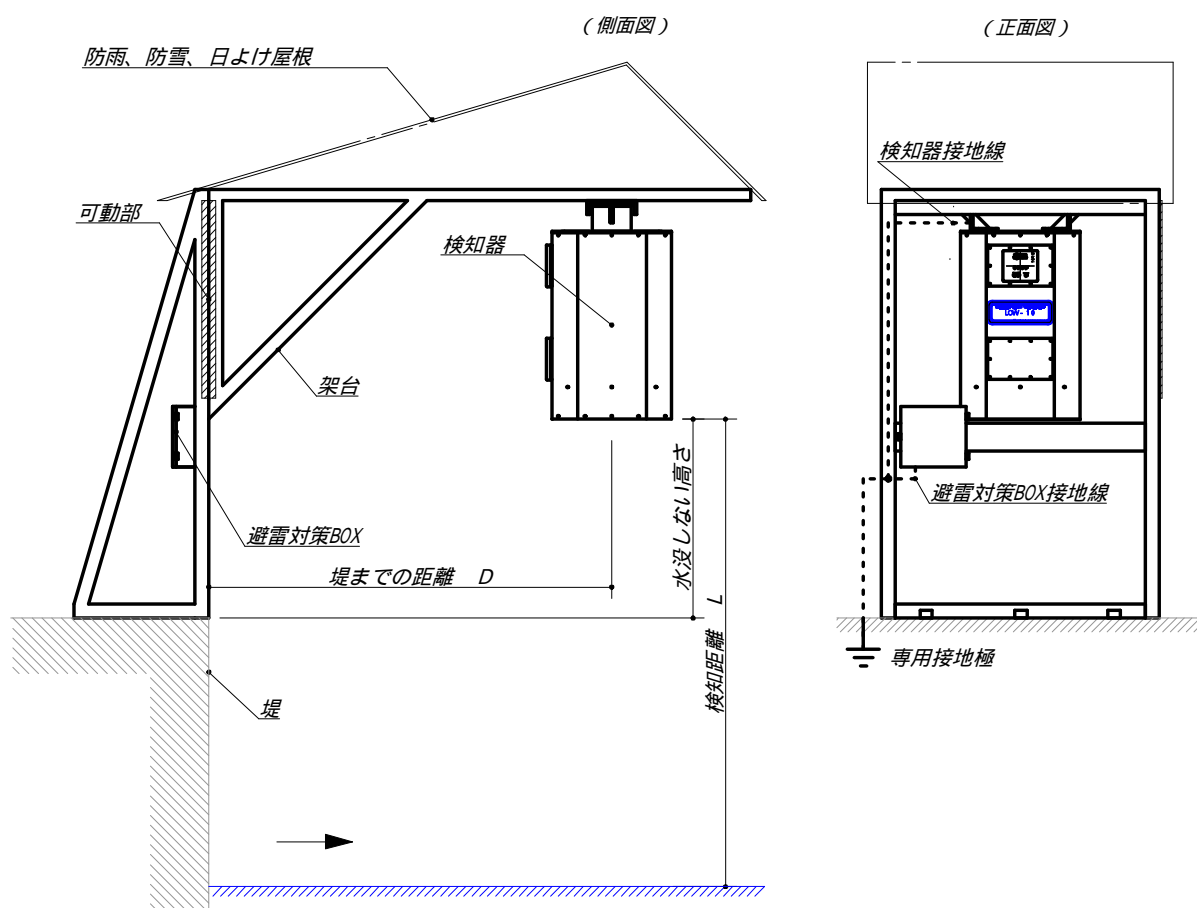 （側面図）
防雨、防雪、日よけ屋根
可動部
検知器
架台
避雷対策BOX
堤までの距離　D
水没しない高さ
検知距離　L
堤
（正面図）
検知器接地線
LOW-10
避雷対策BOX接地線
専用接地極